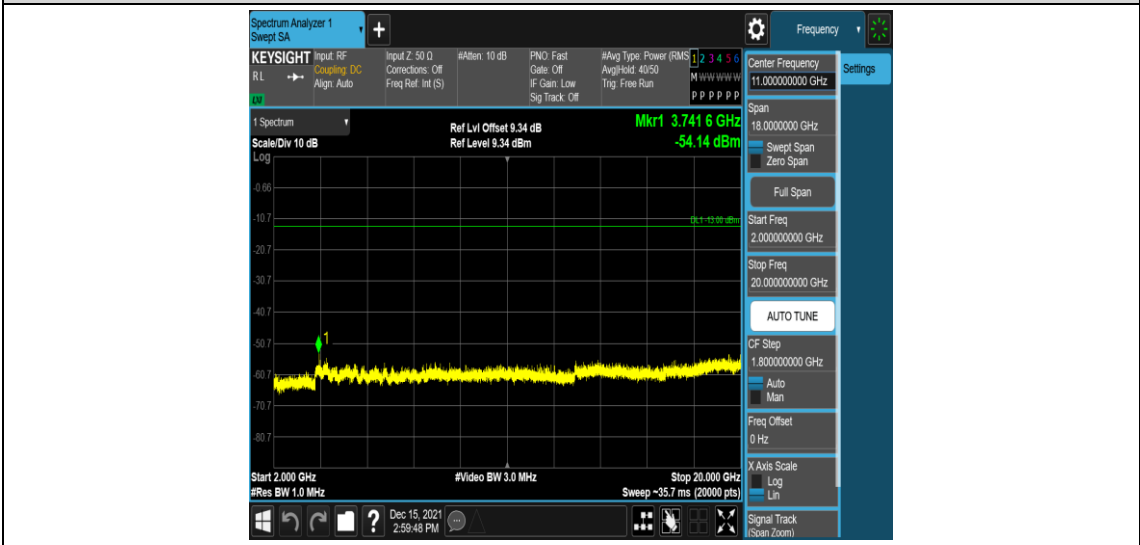 Spectrum Analyzer 1
Swept SA
+
Frequency
KEYSIGHT
RL
LXI
Input: RF
Coupling: DC
Align: Auto
Input Z: 50 Ω
Corrections: Off
Freq Ref: Int (S)
#Atten: 10 dB
PNO: Fast
Gate: Off
IF Gain: Low
Sig Track: Off
#Avg Type: Power (RMS
Avg|Hold: 40/50
Trig: Free Run
1 2 3 4 5 6
M W W W W W
P P P P P P
1 Spectrum
Scale/Div 10 dB
Log
Ref Lvl Offset 9.34 dB
Ref Level 9.34 dBm
Mkr1 3.741 6 GHz
-54.14 dBm
-0.66
-10.7
DL1 -13.00 dBm
-20.7
-30.7
-40.7
1
-50.7
-60.7
-70.7
-80.7
Start 2.000 GHz
#Video BW 3.0 MHz
Stop 20.000 GHz
#Res BW 1.0 MHz
Sweep ~35.7 ms (20000 pts)
?
Dec 15, 2021
2:59:48 PM
Center Frequency
11.000000000 GHz
Settings
Span
18.0000000 GHz
Swept Span
Zero Span
Full Span
Start Freq
2.000000000 GHz
Stop Freq
20.000000000 GHz
AUTO TUNE
CF Step
1.800000000 GHz
Auto
Man
Freq Offset
0 Hz
X Axis Scale
Log
Lin
Signal Track
(Span Zoom)